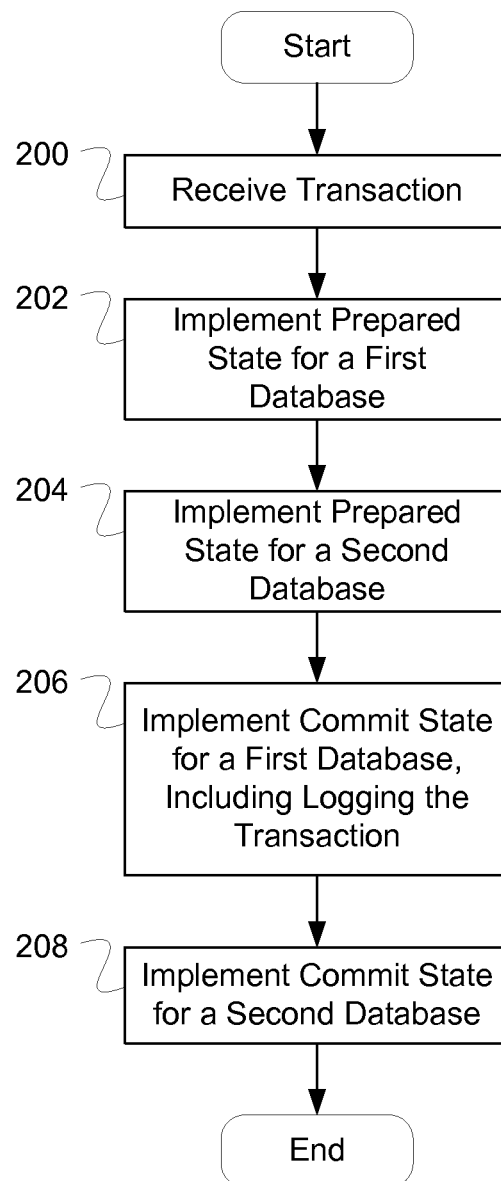 Start
200
Receive Transaction
202
Implement Prepared
State for a First
Database
204
Implement Prepared
State for a Second
Database
206
Implement Commit State
for a First Database,
Including Logging the
Transaction
208
Implement Commit State
for a Second Database
End